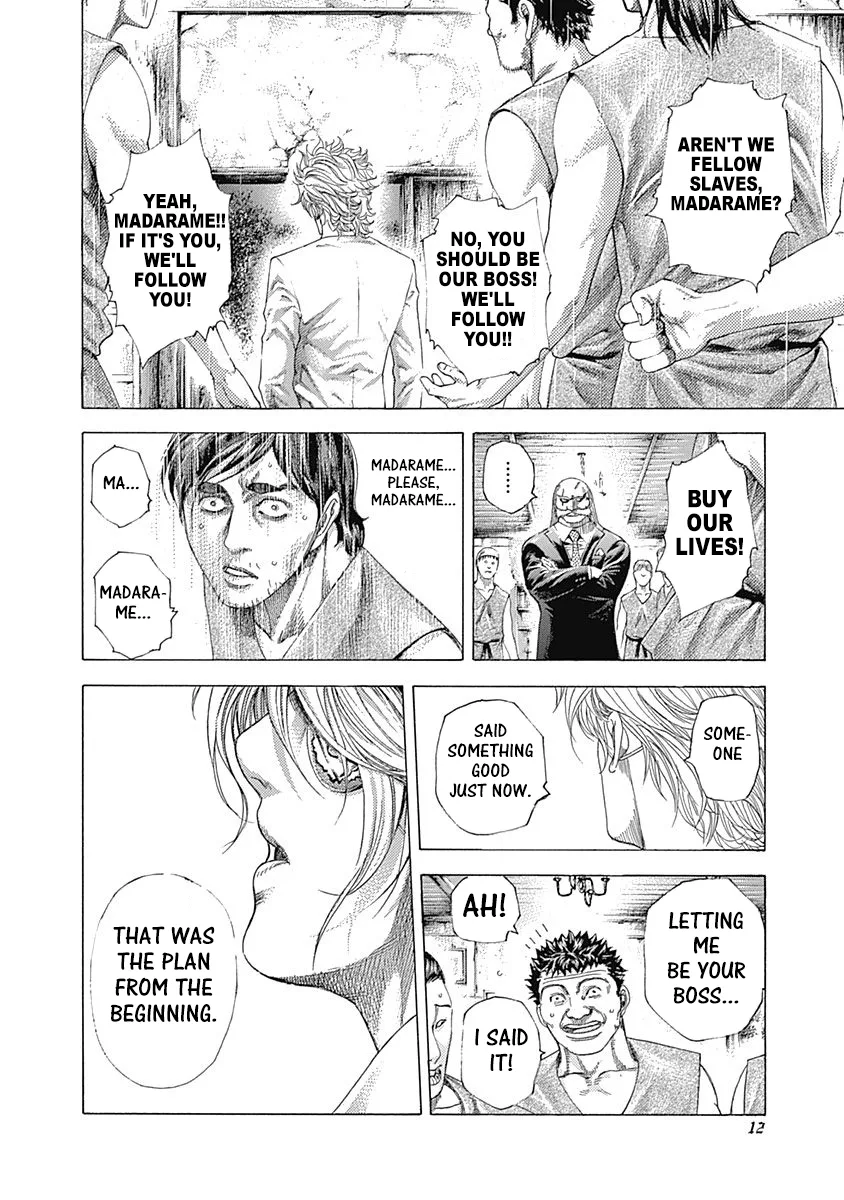 AREN'T WE
FELLOW
SLAVES,
MADARAME?
NO, YOU
SHOULD BE
OUR BOSS!
WE'LL
FOLLOW
YOU!!
YEAH,
MADARAME!!
IF IT'S YOU,
WE'LL
FOLLOW
YOU!
BUY
OUR
LIVES!
......
MADARAME...
PLEASE,
MADARAME...
MA...
MADARA-
ME...
SOME-
ONE
SAID
SOMETHING
GOOD
JUST NOW.
LETTING
ME
BE YOUR
BOSS...
AH!
I SAID
IT!
THAT WAS
THE PLAN
FROM THE
BEGINNING.
12